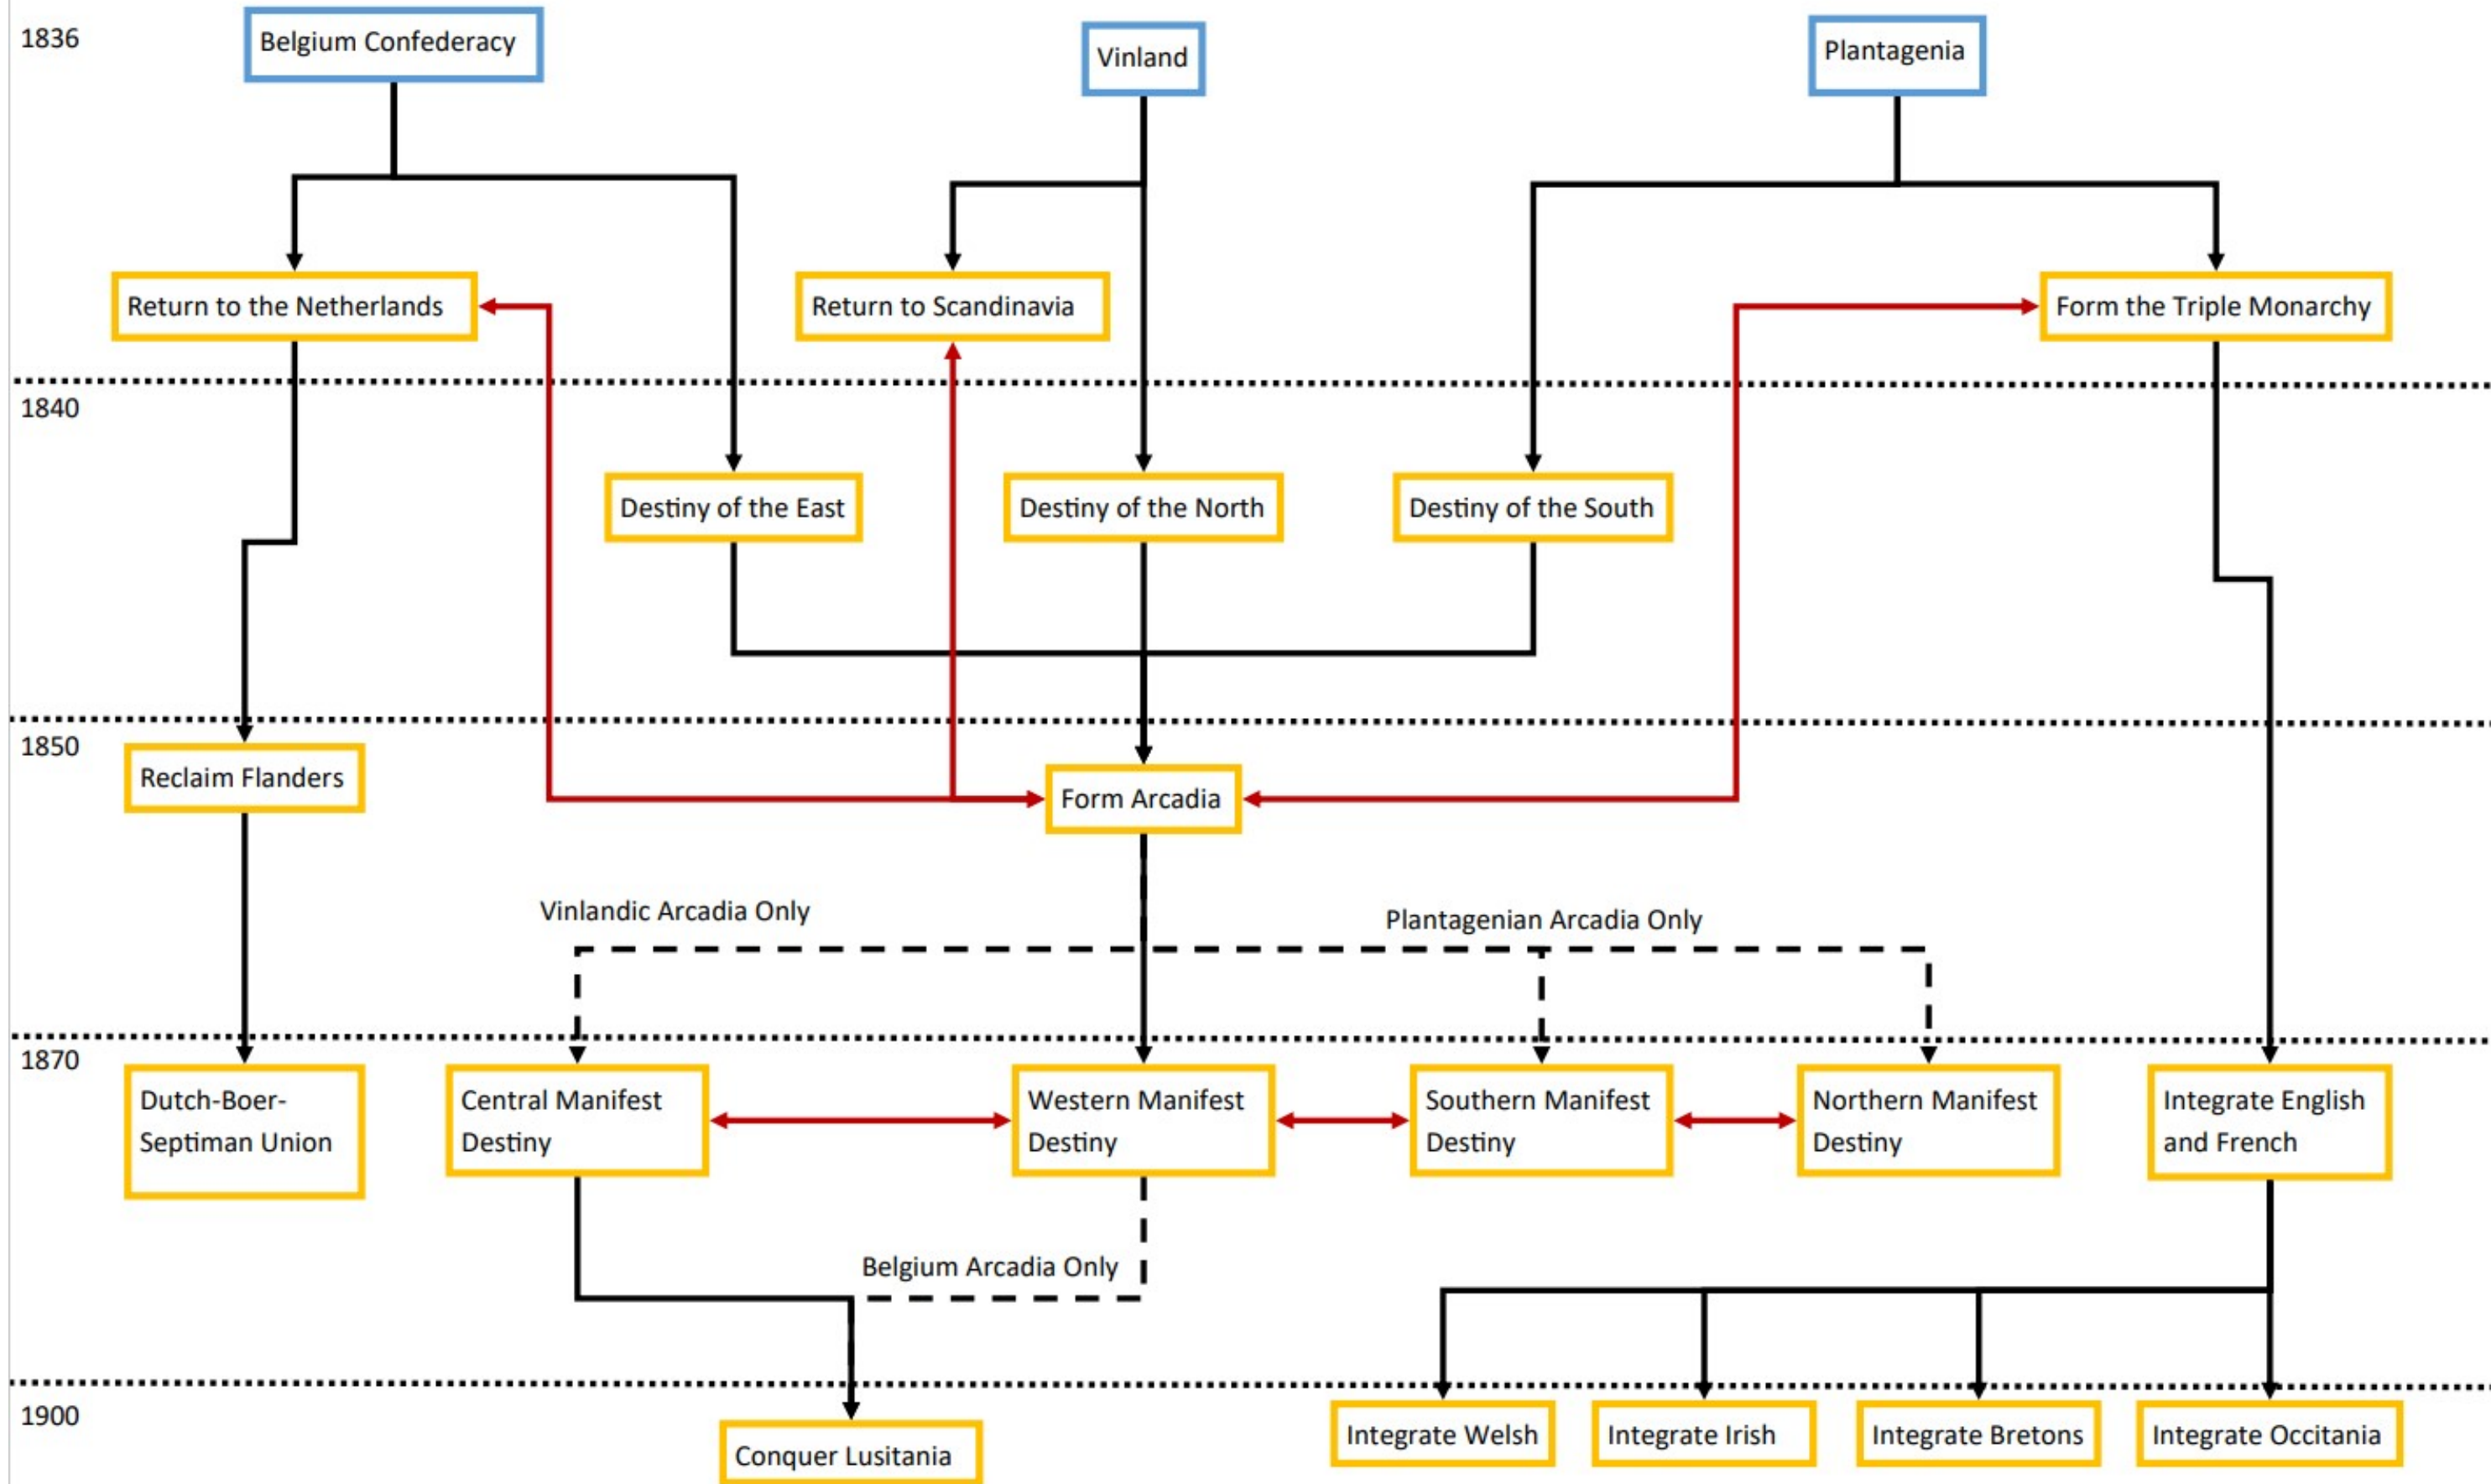 1836
Belgium Confederacy
Vinland
Plantagenia
Return to the Netherlands
Return to Scandinavia
Form the Triple Monarchy
1840
Destiny of the East
Destiny of the North
Destiny of the South
1850
Reclaim Flanders
Form Arcadia
Vinlandic Arcadia Only
Plantagenian Arcadia Only
1870
Dutch-Boer-
Septiman Union
Central Manifest
Destiny
Western Manifest
Destiny
Southern Manifest
Destiny
Northern Manifest
Destiny
Integrate English
and French
Belgium Arcadia Only
1900
Conquer Lusitania
Integrate Welsh
Integrate Irish
Integrate Bretons
Integrate Occitania